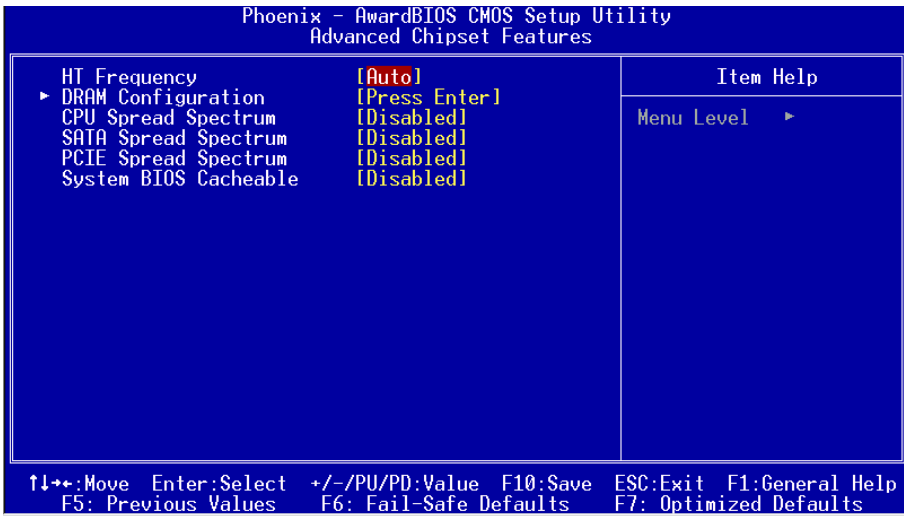 Phoenix - AwardBIOS CMOS Setup Utility
Advanced Chipset Features
HT Frequency [Auto]
► DRAM Configuration [Press Enter]
CPU Spread Spectrum [Disabled]
SATA Spread Spectrum [Disabled]
PCIE Spread Spectrum [Disabled]
System BIOS Cacheable [Disabled]
Item Help
Menu Level ►
↑↓→←:Move Enter:Select +/-/PU/PD:Value F10:Save ESC:Exit F1:General Help
F5: Previous Values F6: Fail-Safe Defaults F7: Optimized Defaults